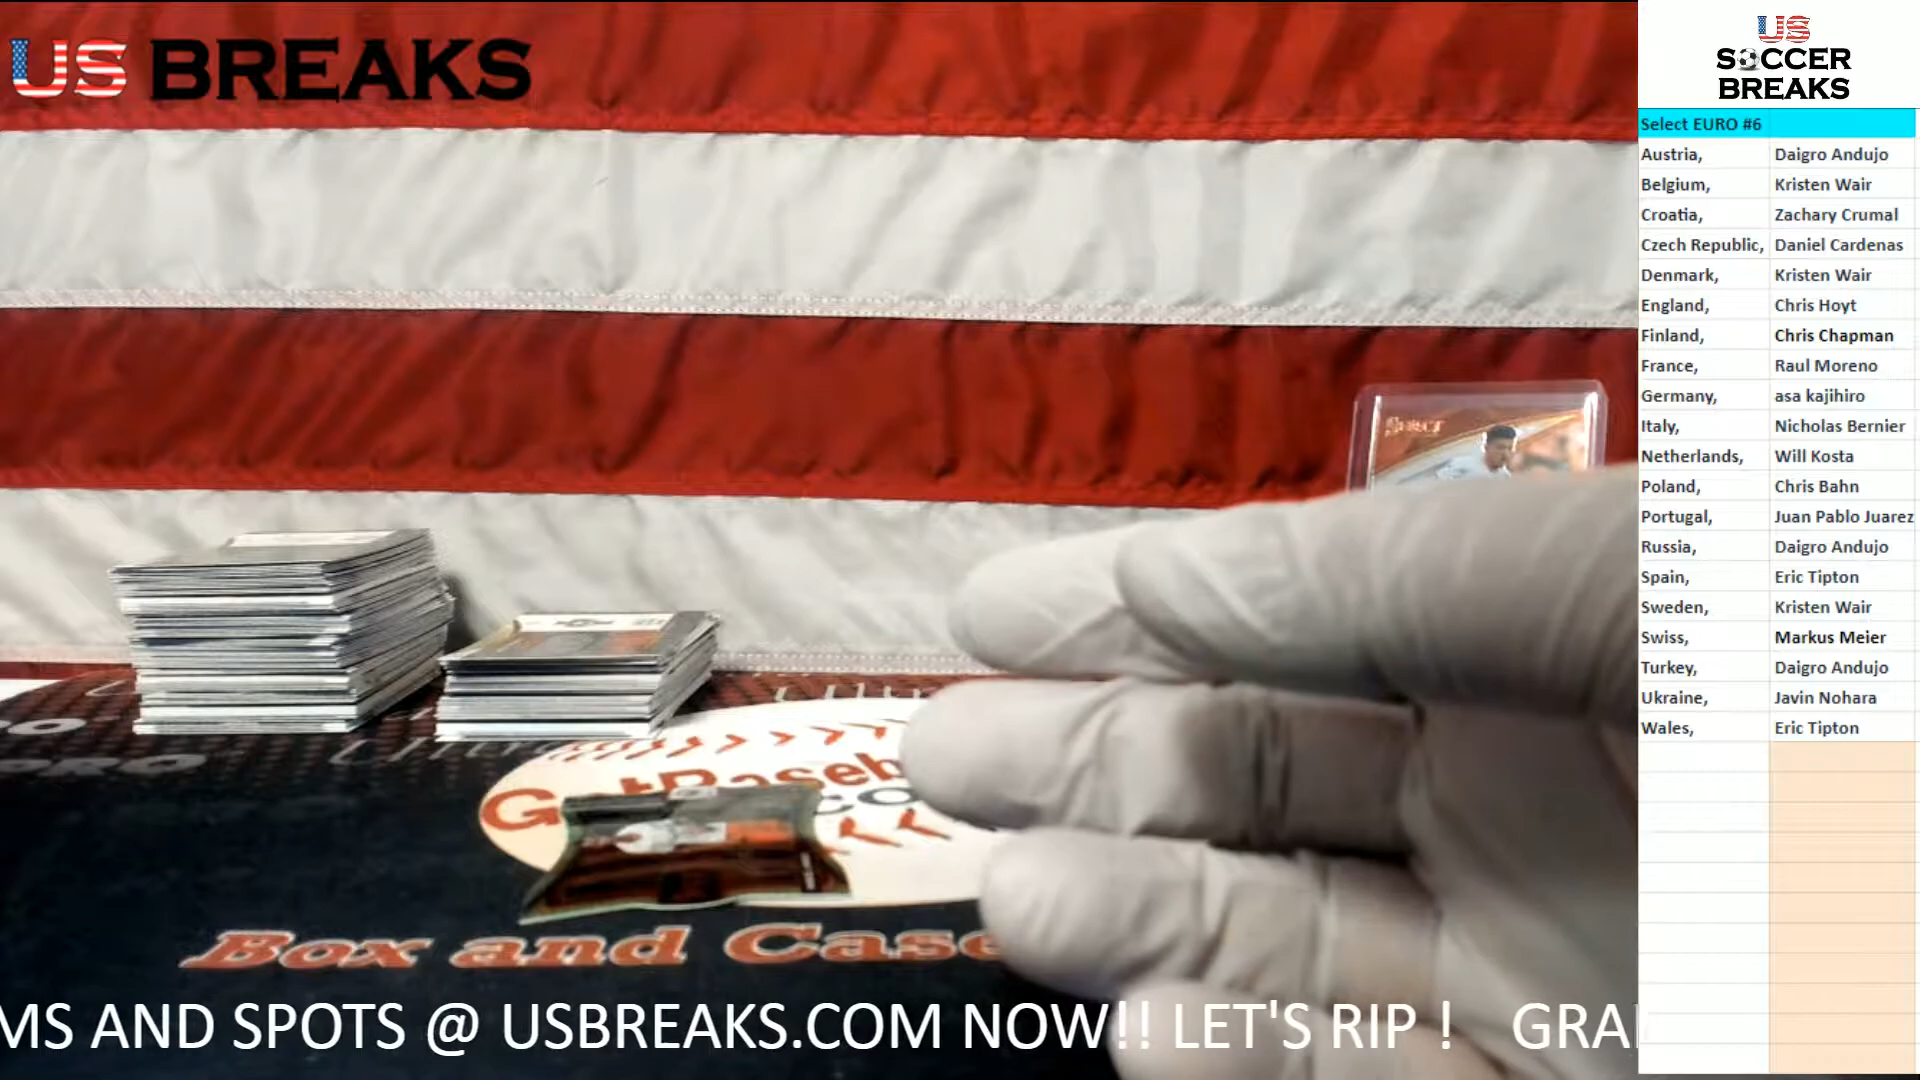 US BREAKS
US
SOCCER
BREAKS
Select EURO #6
Austria, Daigro Andujo
Belgium, Kristen Wair
Croatia, Zachary Crumal
Czech Republic, Daniel Cardenas
Denmark, Kristen Wair
England, Chris Hoyt
Finland, Chris Chapman
France, Raul Moreno
Germany, asa kajihiro
Italy, Nicholas Bernier
Netherlands, Will Kosta
Poland, Chris Bahn
Portugal, Juan Pablo Juarez
Russia, Daigro Andujo
Spain, Eric Tipton
Sweden, Kristen Wair
Swiss, Markus Meier
Turkey, Daigro Andujo
Ukraine, Javin Nohara
Wales, Eric Tipton
Select
PRO
Box and Case
MS AND SPOTS @ USBREAKS.COM NOW!! LET'S RIP ! GRA